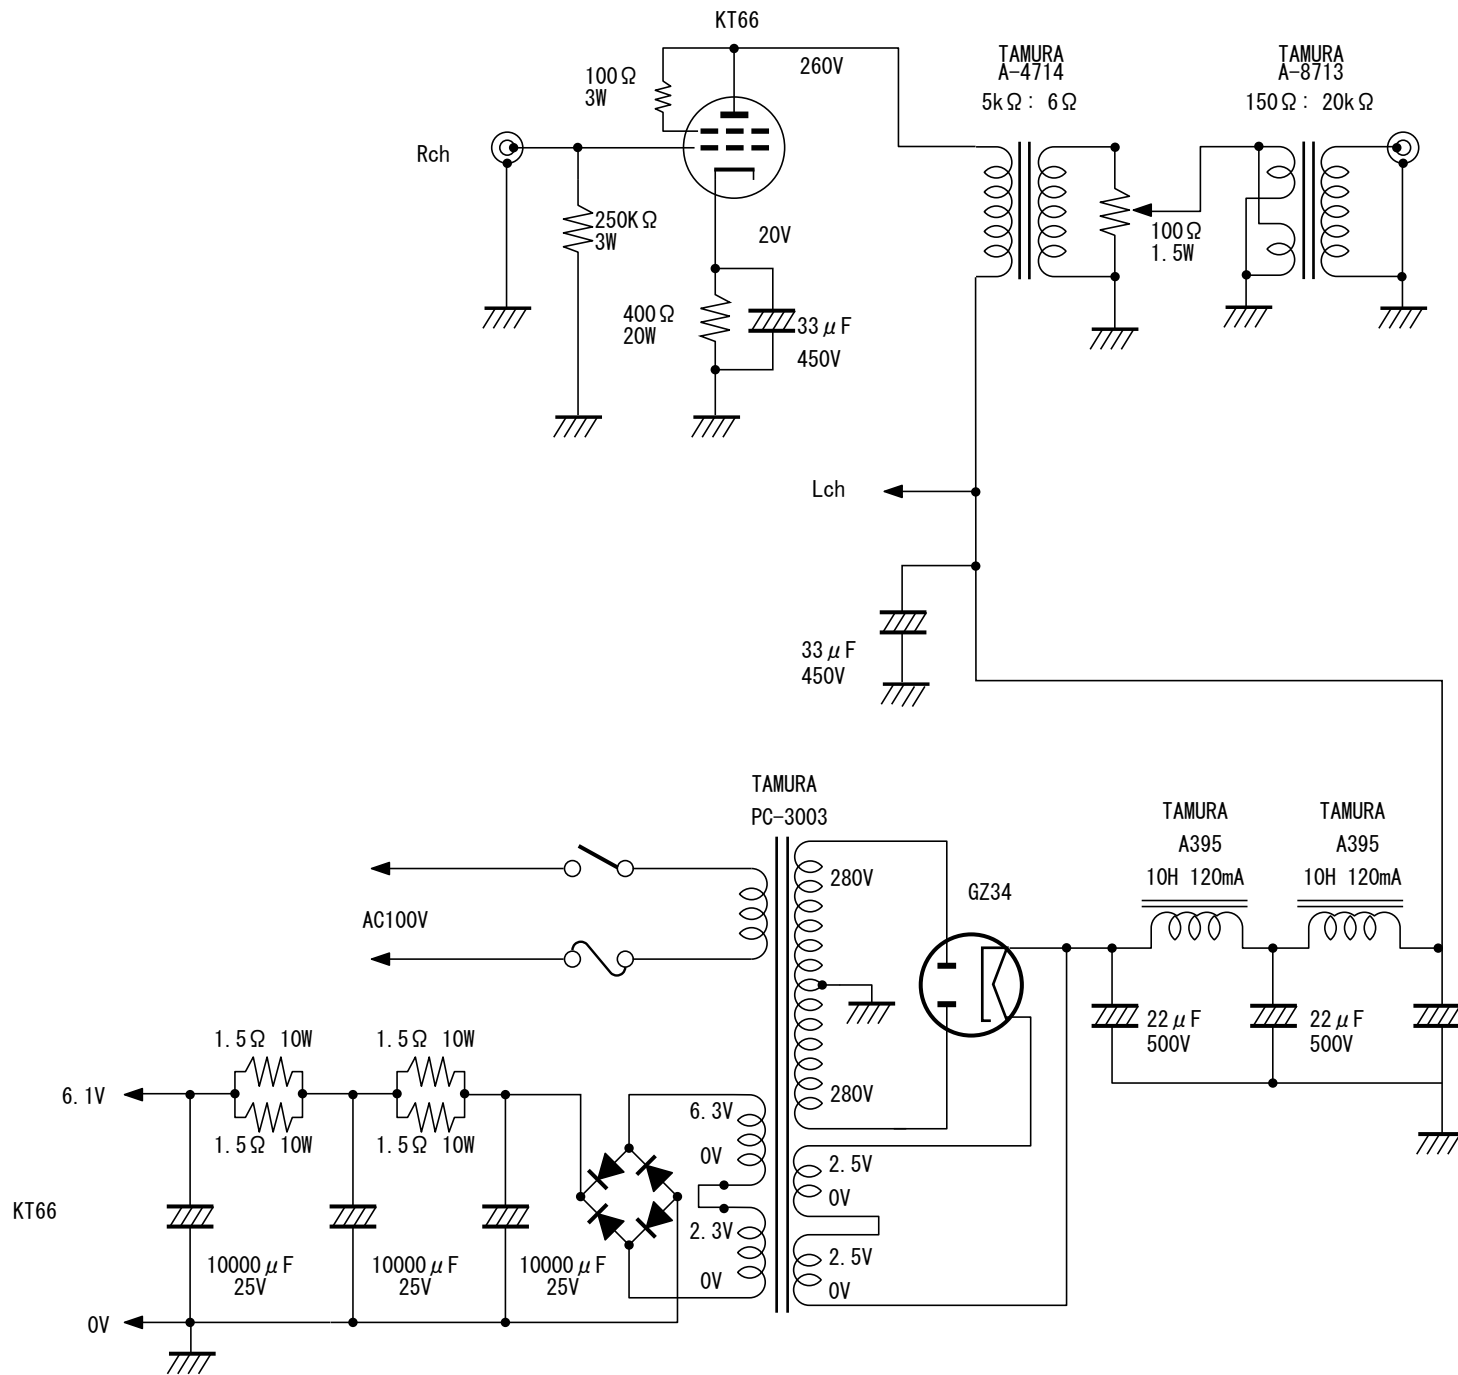 KT66
100Ω
3W
260V
TAMURA
A-4714
5kΩ: 6Ω
TAMURA
A-8713
150Ω: 20kΩ
Rch
250KΩ
3W
20V
100Ω
1.5W
400Ω
20W
33μF
450V
Lch
33μF
450V
TAMURA
PC-3003
TAMURA
A395
10H 120mA
TAMURA
A395
10H 120mA
280V
GZ34
AC100V
22μF
500V
22μF
500V
1.5Ω 10W
1.5Ω 10W
6.1V
6.3V
280V
1.5Ω 10W
1.5Ω 10W
0V
2.5V
0V
KT66
2.3V
10000μF
25V
10000μF
25V
10000μF
25V
0V
2.5V
0V
0V